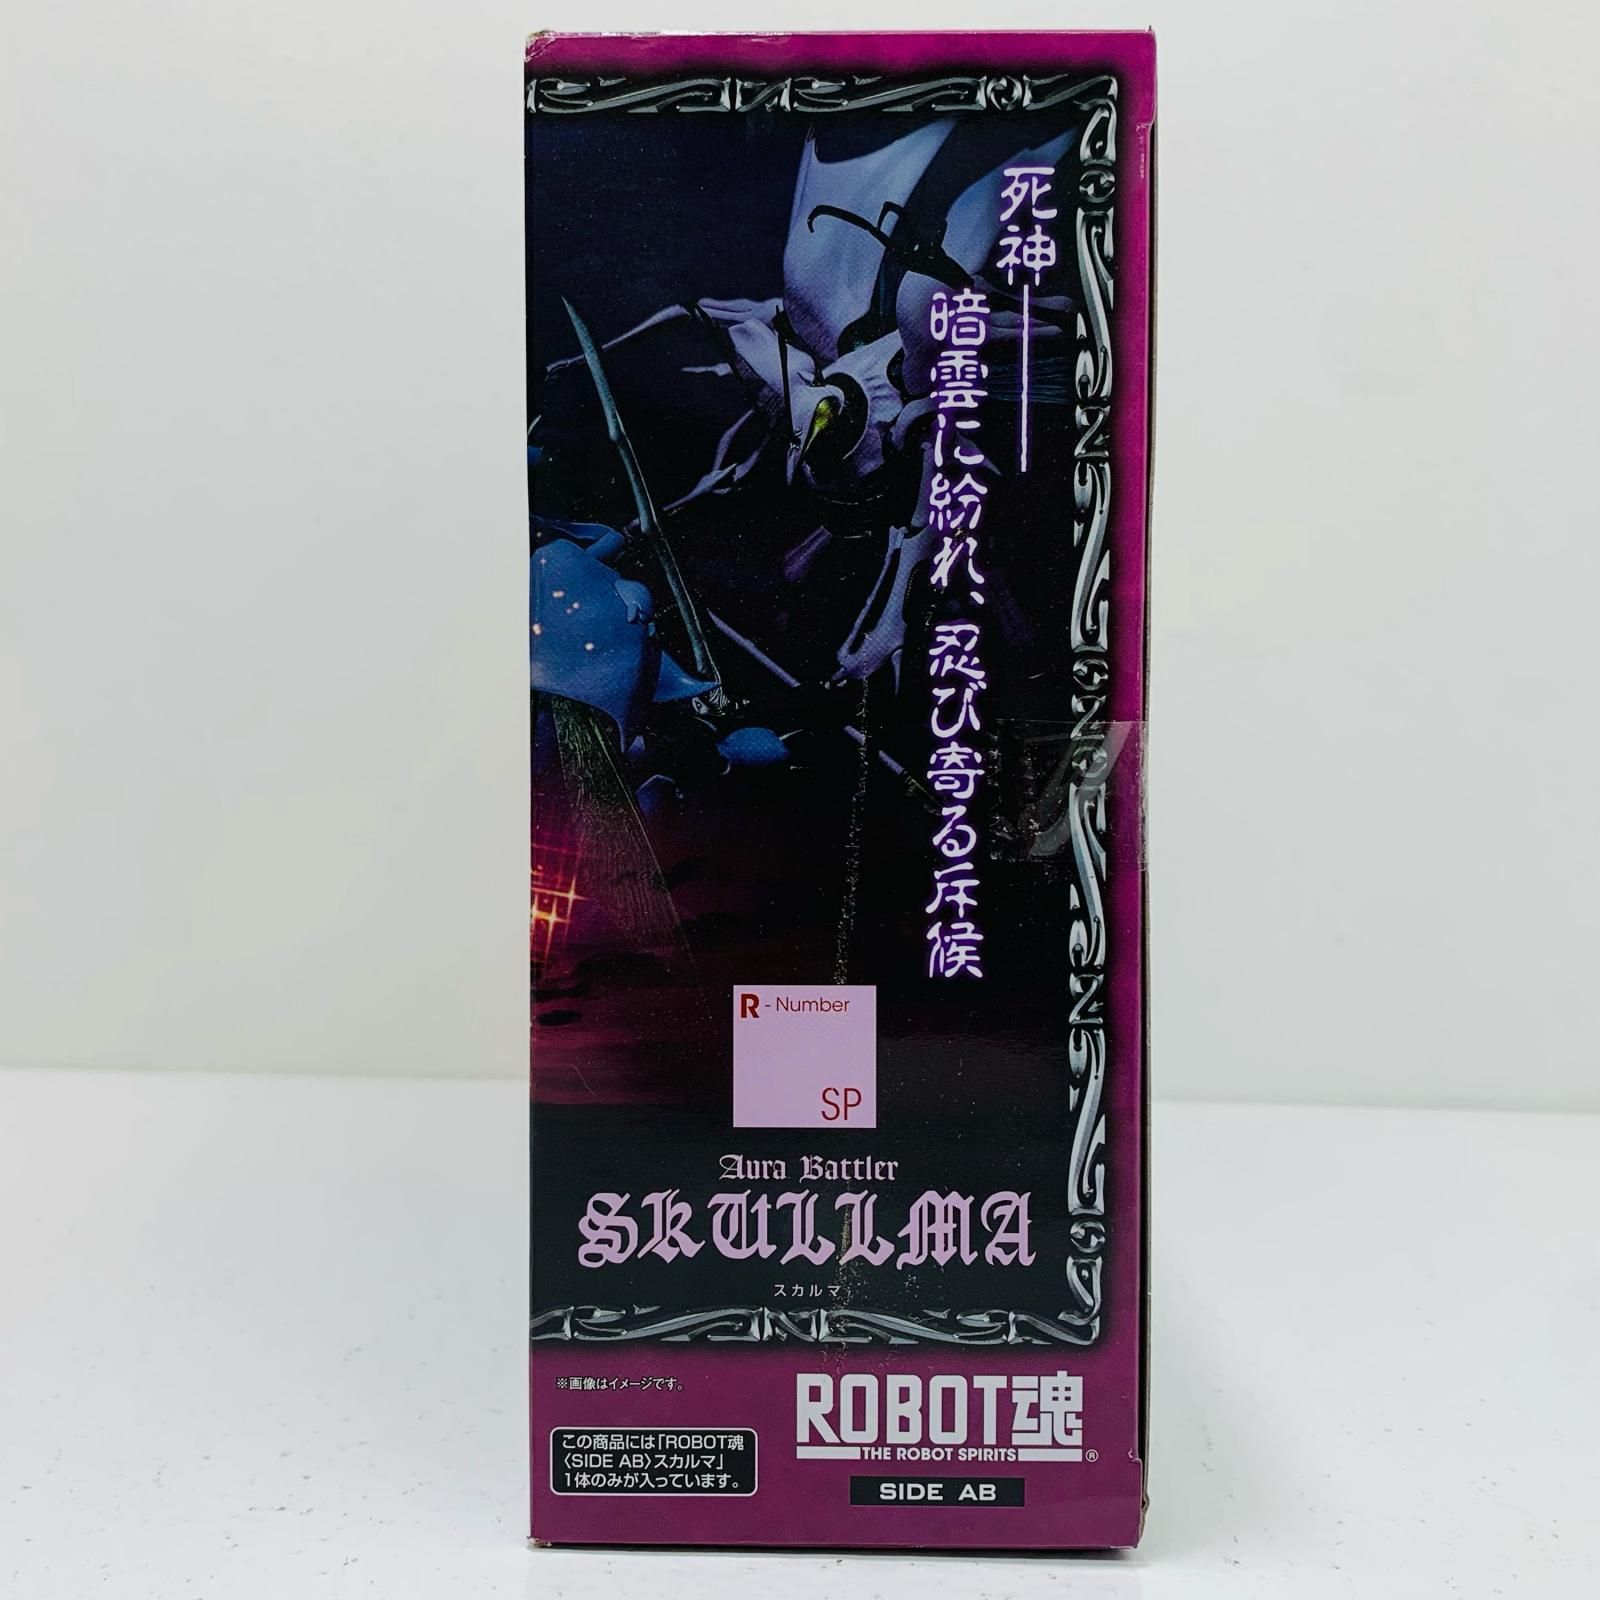 死神――
暗雲に紛れ、忍び寄る斥候
R - Number
SP
Aura Battler
SKULLMA
スカルマ
※画像はイメージです。
この商品には「ROBOT魂
〈SIDE AB〉スカルマ」
1体のみが入っています。
ROBOT魂
THE ROBOT SPIRITS
®
SIDE AB